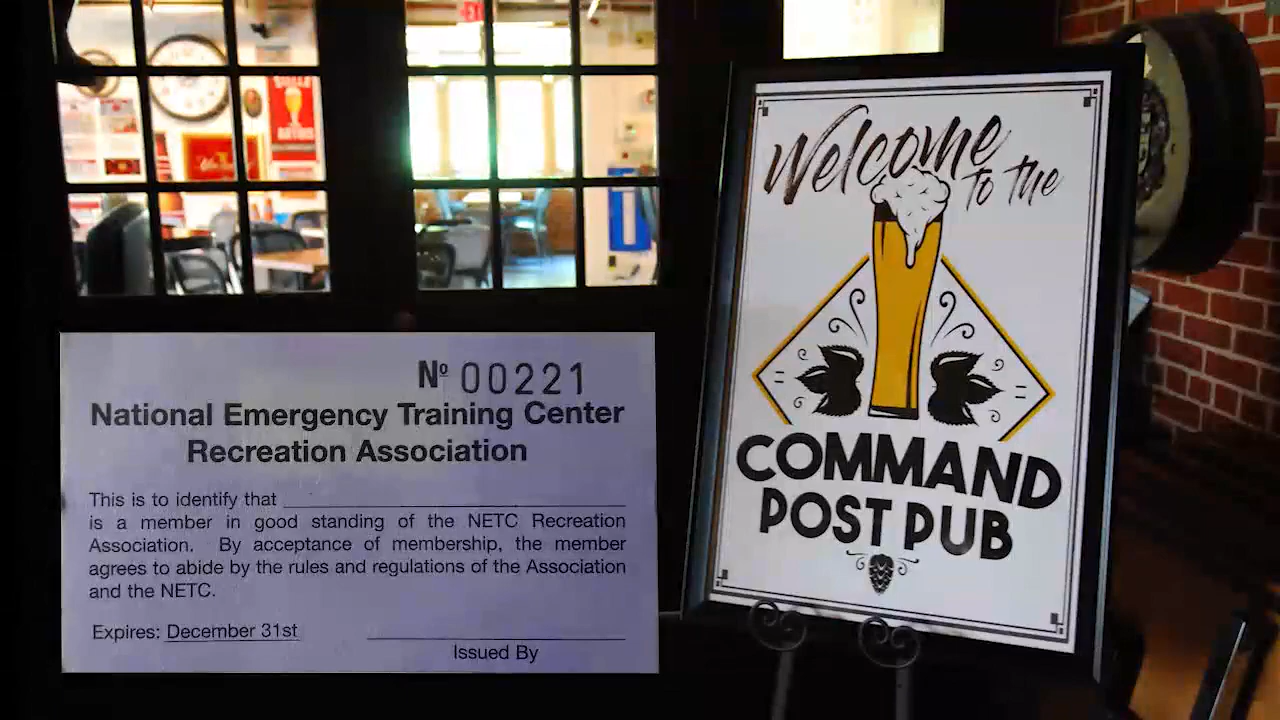 Welcome
to the
COMMAND
POST PUB
Nº 00221
National Emergency Training Center
Recreation Association
This is to identify that
is a member in good standing of the NETC Recreation
Association. By acceptance of membership, the member
agrees to abide by the rules and regulations of the Association
and the NETC.
Expires: December 31st
Issued By